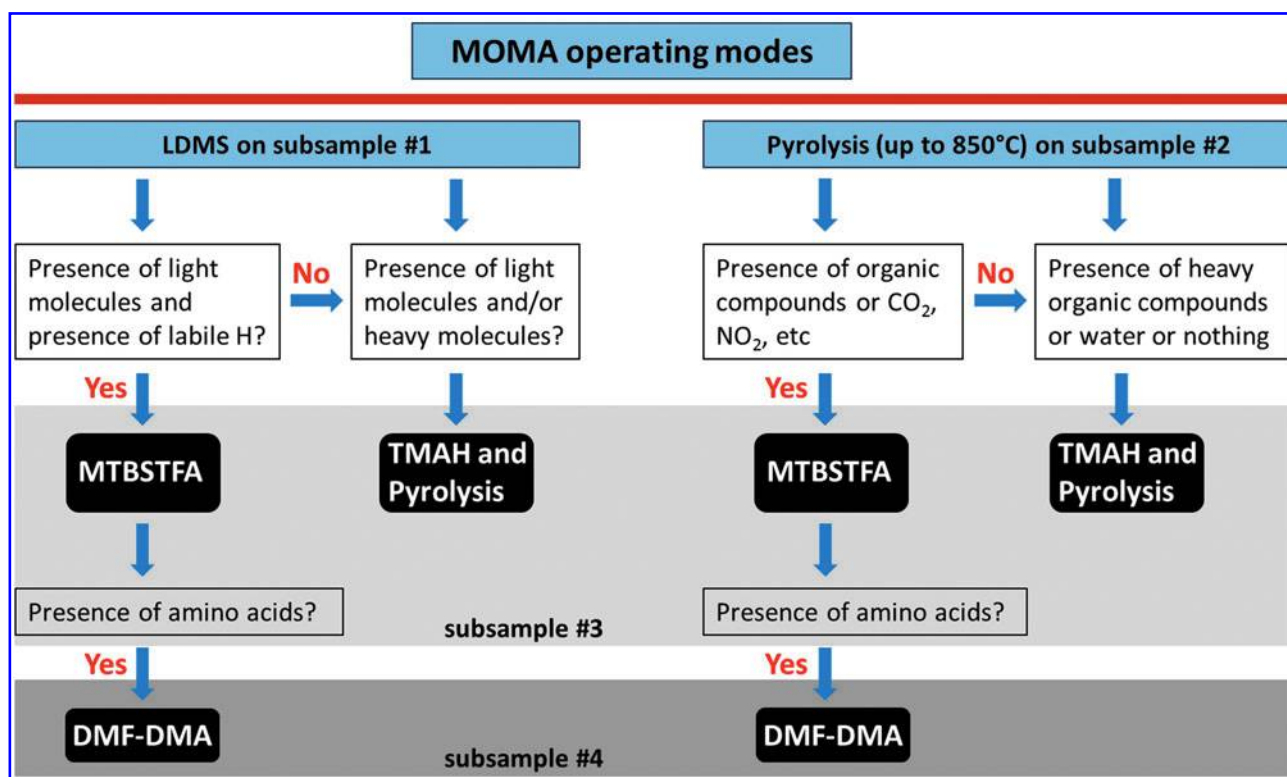 MOMA operating modes
LDMS on subsample #1
Pyrolysis (up to 850°C) on subsample #2
Presence of light
molecules and
presence of labile H?
No
Presence of light
molecules and/or
heavy molecules?
Presence of organic
compounds or CO₂,
NO₂, etc
No
Presence of heavy
organic compounds
or water or nothing
Yes
Yes
MTBSTFA
TMAH and
Pyrolysis
MTBSTFA
TMAH and
Pyrolysis
Presence of amino acids?
subsample #3
Presence of amino acids?
Yes
Yes
DMF-DMA
subsample #4
DMF-DMA